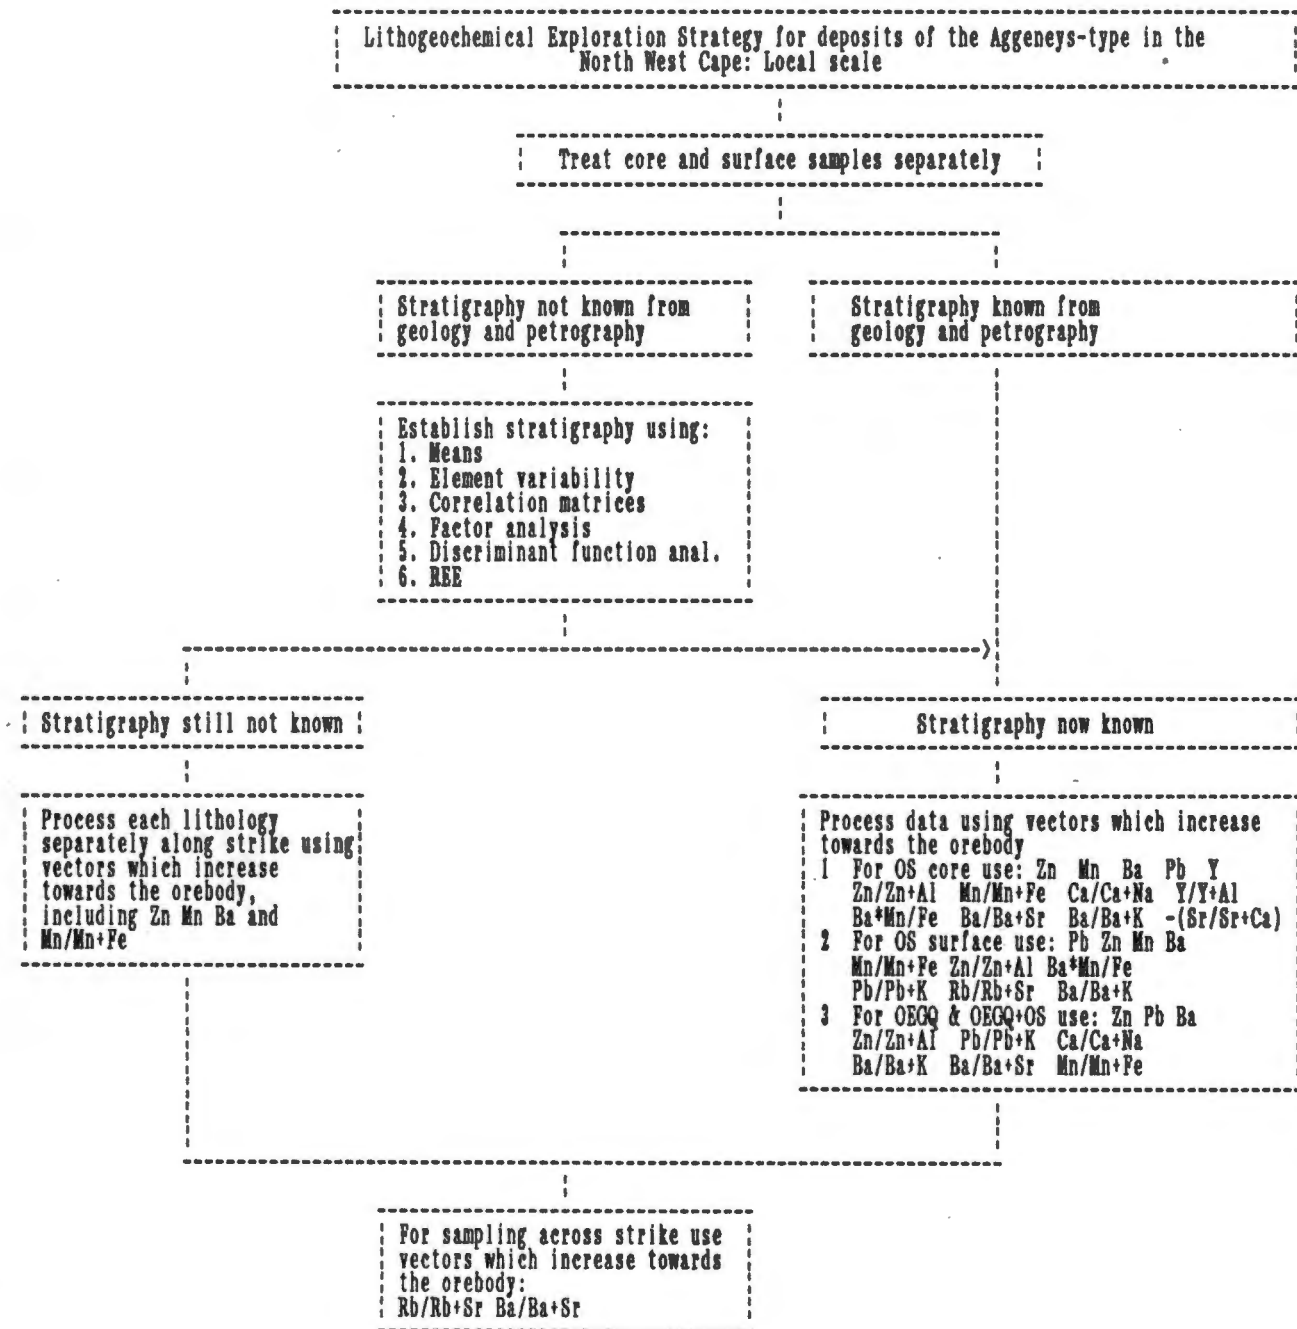 Lithogeochemical Exploration Strategy for deposits of the Aggeneys-type in the
North West Cape: Local scale
Treat core and surface samples separately
Stratigraphy not known from
geology and petrography
Stratigraphy known from
geology and petrography
Establish stratigraphy using:
1. Means
2. Element variability
3. Correlation matrices
4. Factor analysis
5. Discriminant function anal.
6. REE
Stratigraphy still not known
Stratigraphy now known
Process each lithology
separately along strike using
vectors which increase
towards the orebody,
including Zn Mn Ba and
Mn/Mn+Fe
Process data using vectors which increase
towards the orebody
1 For OS core use: Zn Mn Ba Pb Y
Zn/Zn+Al Mn/Mn+Fe Ca/Ca+Na Y/Y+Al
Ba*Mn/Fe Ba/Ba+Sr Ba/Ba+K -(Sr/Sr+Ca)
2 For OS surface use: Pb Zn Mn Ba
Mn/Mn+Fe Zn/Zn+Al Ba*Mn/Fe
Pb/Pb+K Rb/Rb+Sr Ba/Ba+K
3 For OEGQ & OEGQ+OS use: Zn Pb Ba
Zn/Zn+Al Pb/Pb+K Ca/Ca+Na
Ba/Ba+K Ba/Ba+Sr Mn/Mn+Fe
For sampling across strike use
vectors which increase towards
the orebody:
Rb/Rb+Sr Ba/Ba+Sr